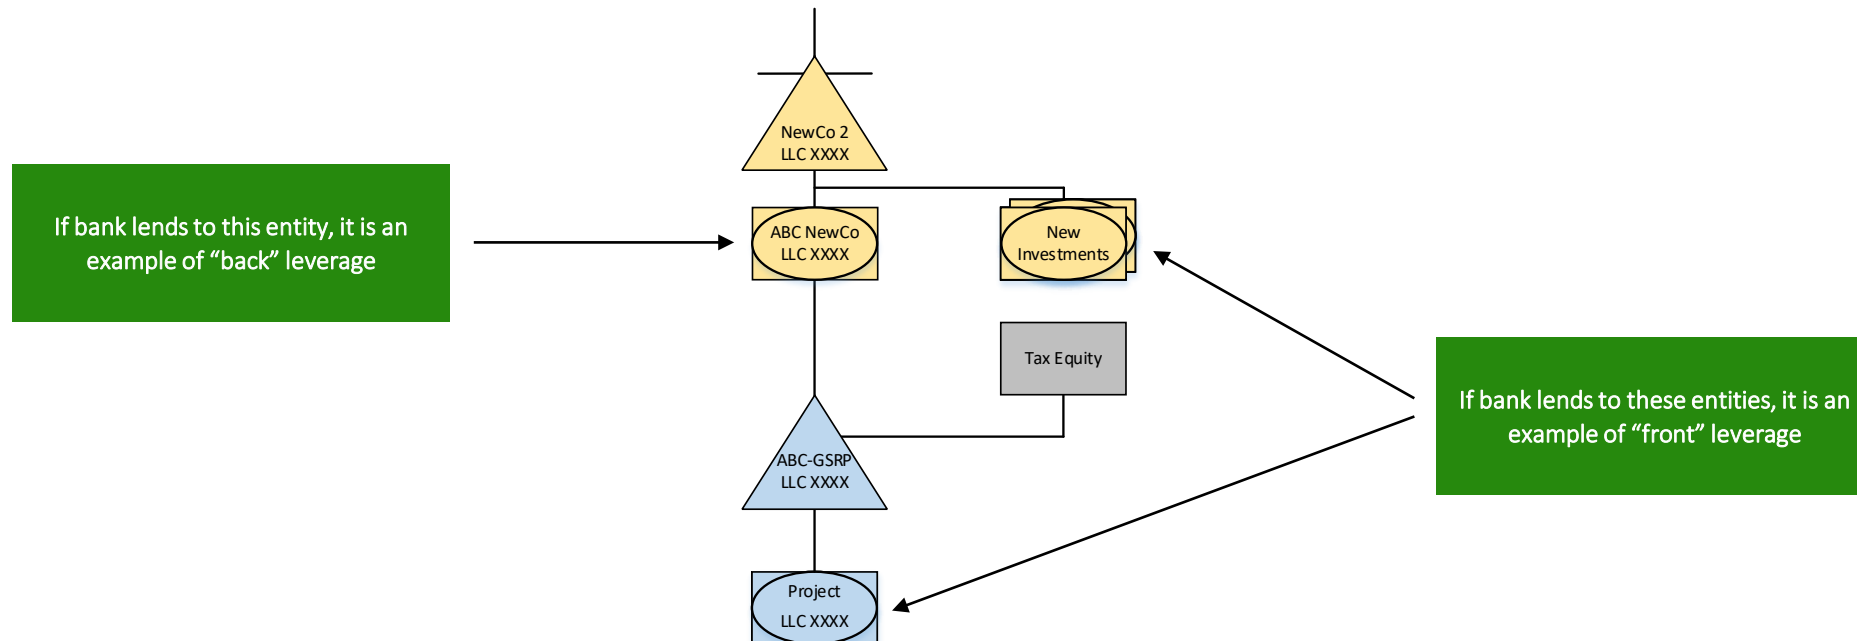 NewCo 2
LLC XXXX
If bank lends to this entity, it is an
example of “back” leverage
ABC NewCo
LLC XXXX
New
Investments
Tax Equity
If bank lends to these entities, it is an
example of “front” leverage
ABC-GSRP
LLC XXXX
Project
LLC XXXX